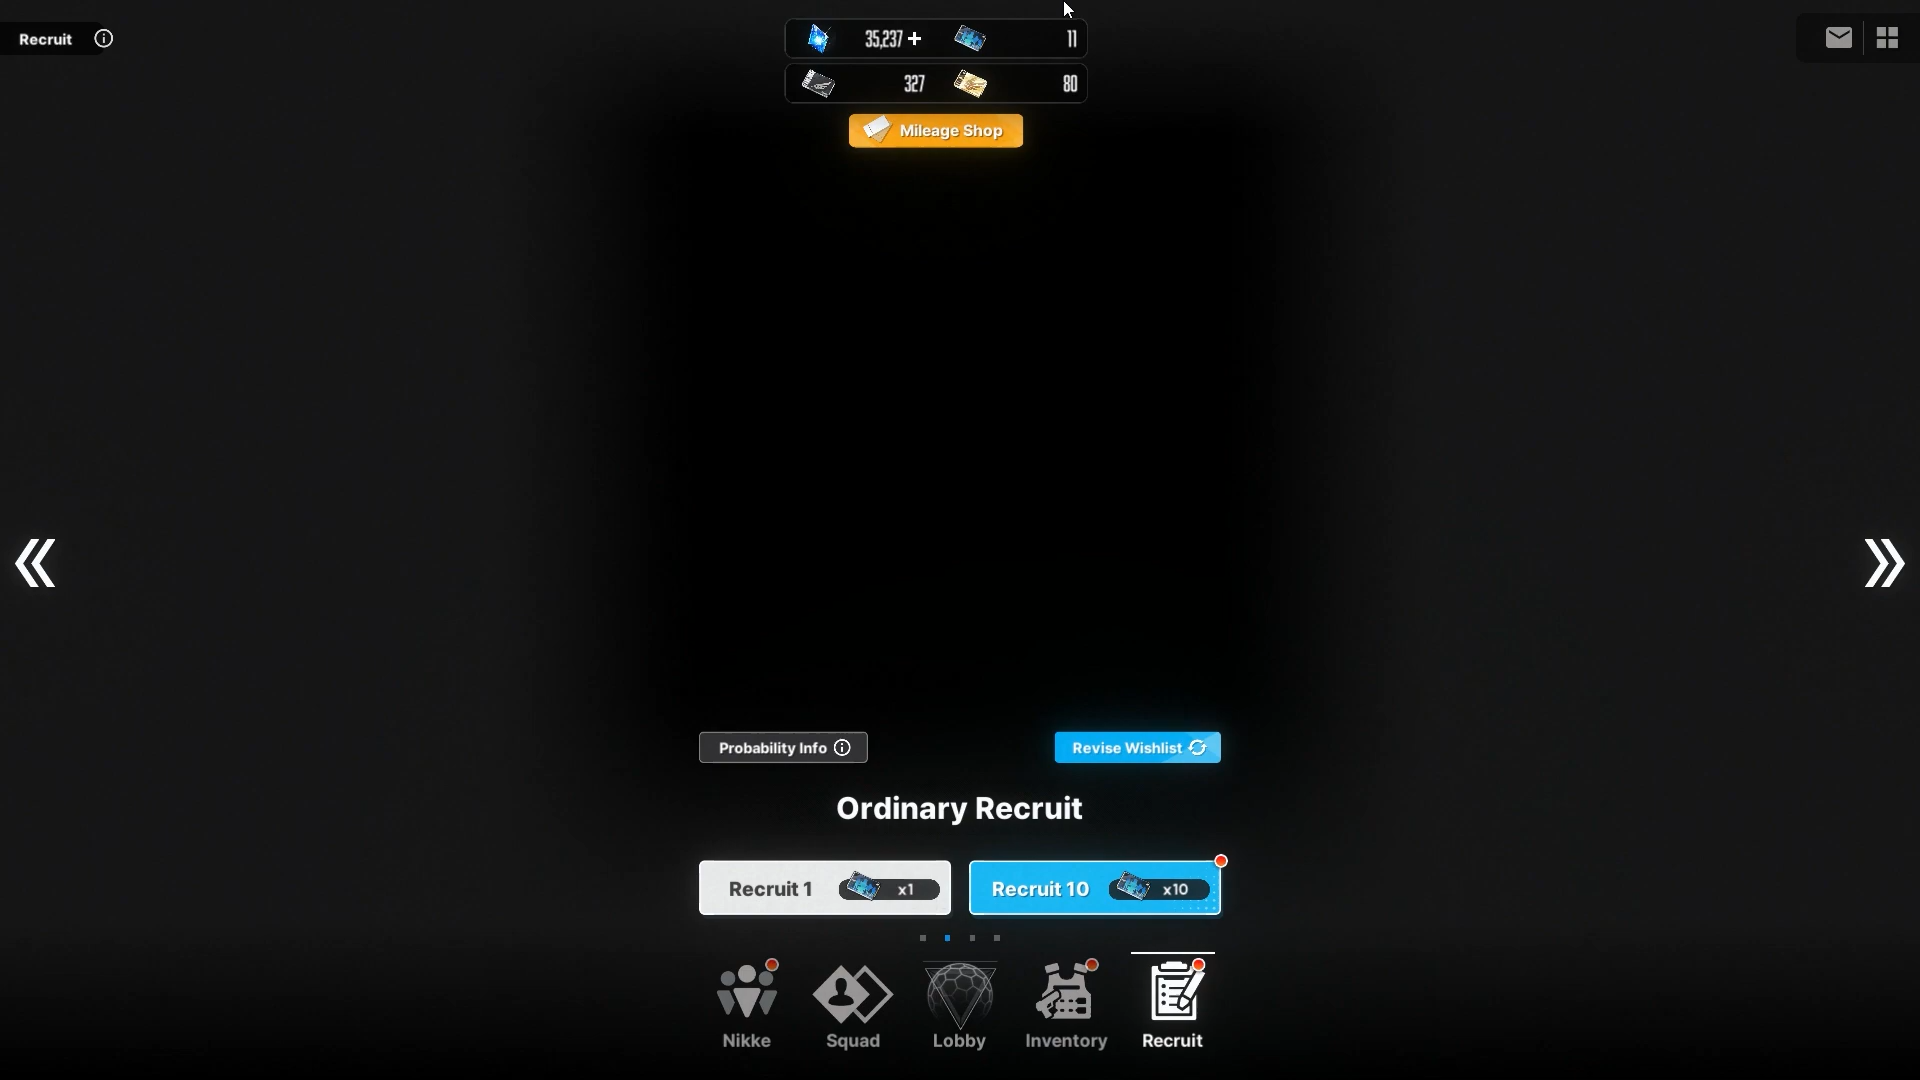 Recruit
35,237
11
327
80
Mileage Shop
Probability Info
Revise Wishlist
Ordinary Recruit
Recruit 1 x1
Recruit 10 x10
Nikke
Squad
Lobby
Inventory
Recruit